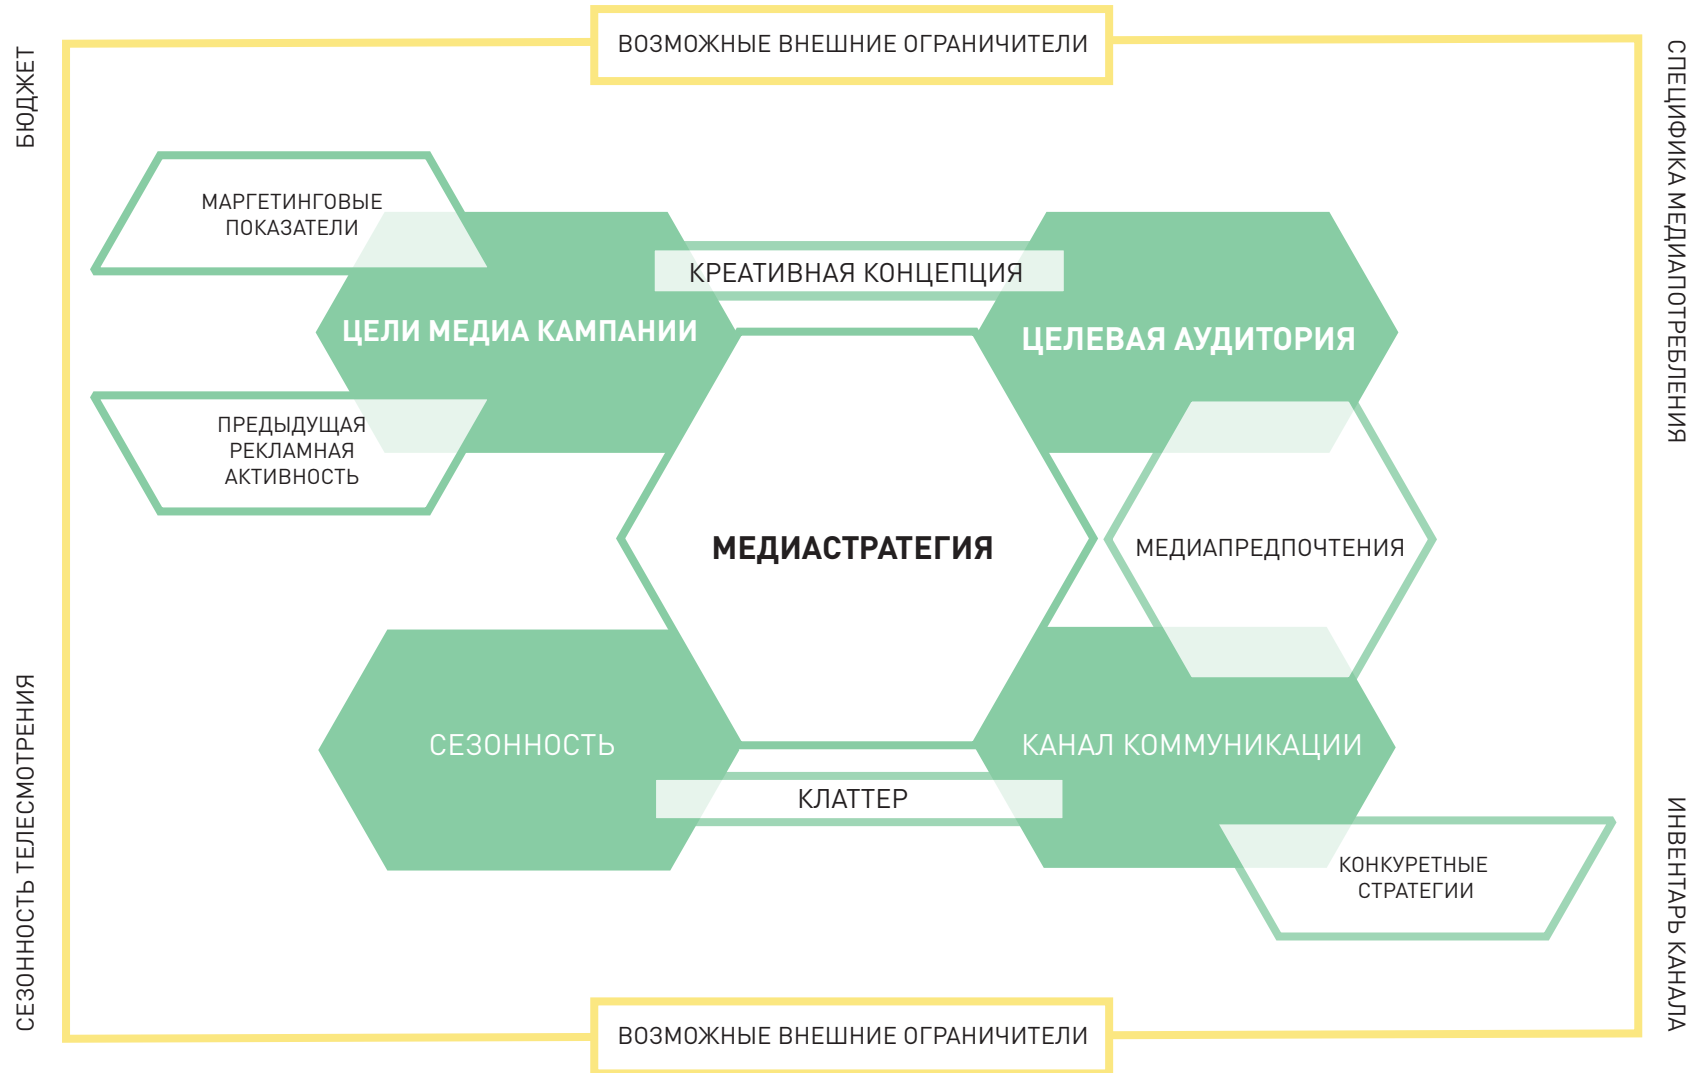 ВОЗМОЖНЫЕ ВНЕШНИЕ ОГРАНИЧИТЕЛИ
БЮДЖЕТ
СПЕЦИФИКА МЕДИАПОТРЕБЛЕНИЯ
МАРГЕТИНГОВЫЕ
ПОКАЗАТЕЛИ
КРЕАТИВНАЯ КОНЦЕПЦИЯ
ЦЕЛИ МЕДИА КАМПАНИИ
ЦЕЛЕВАЯ АУДИТОРИЯ
ПРЕДЫДУЩАЯ
РЕКЛАМНАЯ
АКТИВНОСТЬ
МЕДИАСТРАТЕГИЯ
МЕДИАПРЕДПОЧТЕНИЯ
СЕЗОННОСТЬ
КАНАЛ КОММУНИКАЦИИ
КЛАТТЕР
КОНКУРЕТНЫЕ
СТРАТЕГИИ
СЕЗОННОСТЬ ТЕЛЕСМОТРЕНИЯ
ИНВЕНТАРЬ КАНАЛА
ВОЗМОЖНЫЕ ВНЕШНИЕ ОГРАНИЧИТЕЛИ